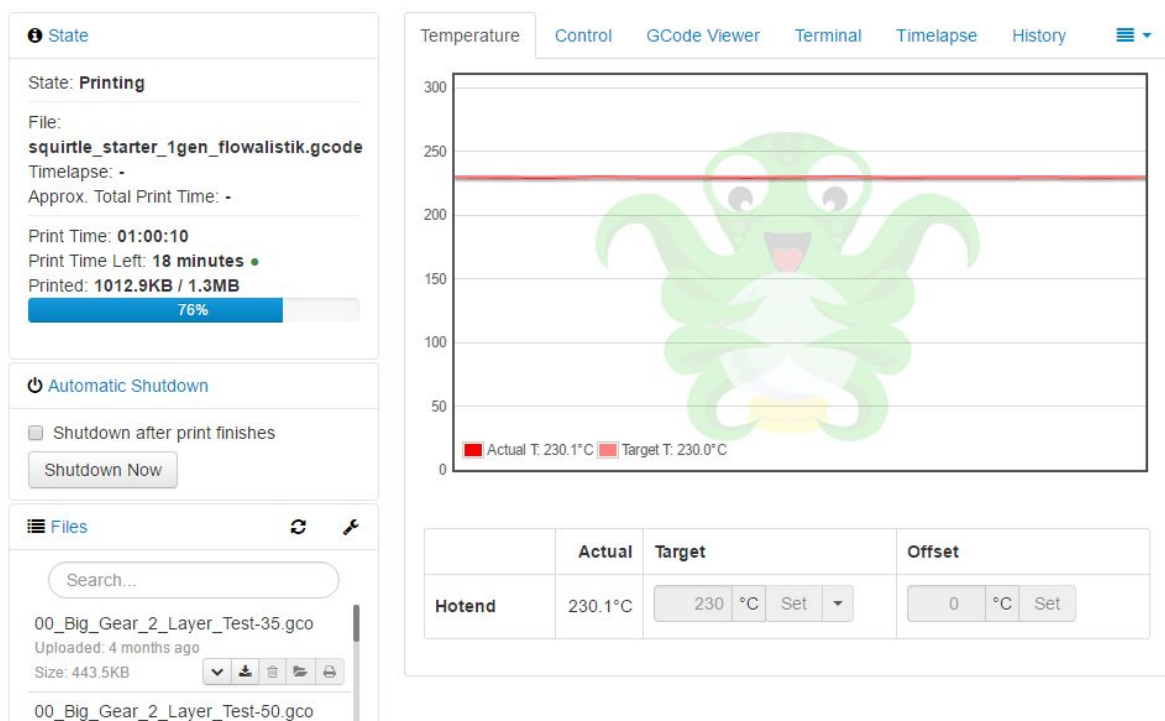 State
State: Printing
File:
squirtle_starter_1gen_flowalistik.gcode
Timelapse: -
Approx. Total Print Time: -
Print Time: 01:00:10
Print Time Left: 18 minutes
Printed: 1012.9KB / 1.3MB
76%
Automatic Shutdown
Shutdown after print finishes
Shutdown Now
Files
Search...
00_Big_Gear_2_Layer_Test-35.gco
Uploaded: 4 months ago
Size: 443.5KB
00_Big_Gear_2_Layer_Test-50.gco
Temperature Control GCode Viewer Terminal Timelapse History
300
250
200
150
100
50
0
Actual T: 230.1°C Target T: 230.0°C
Actual Target Offset
Hotend 230.1°C 230 °C Set 0 °C Set